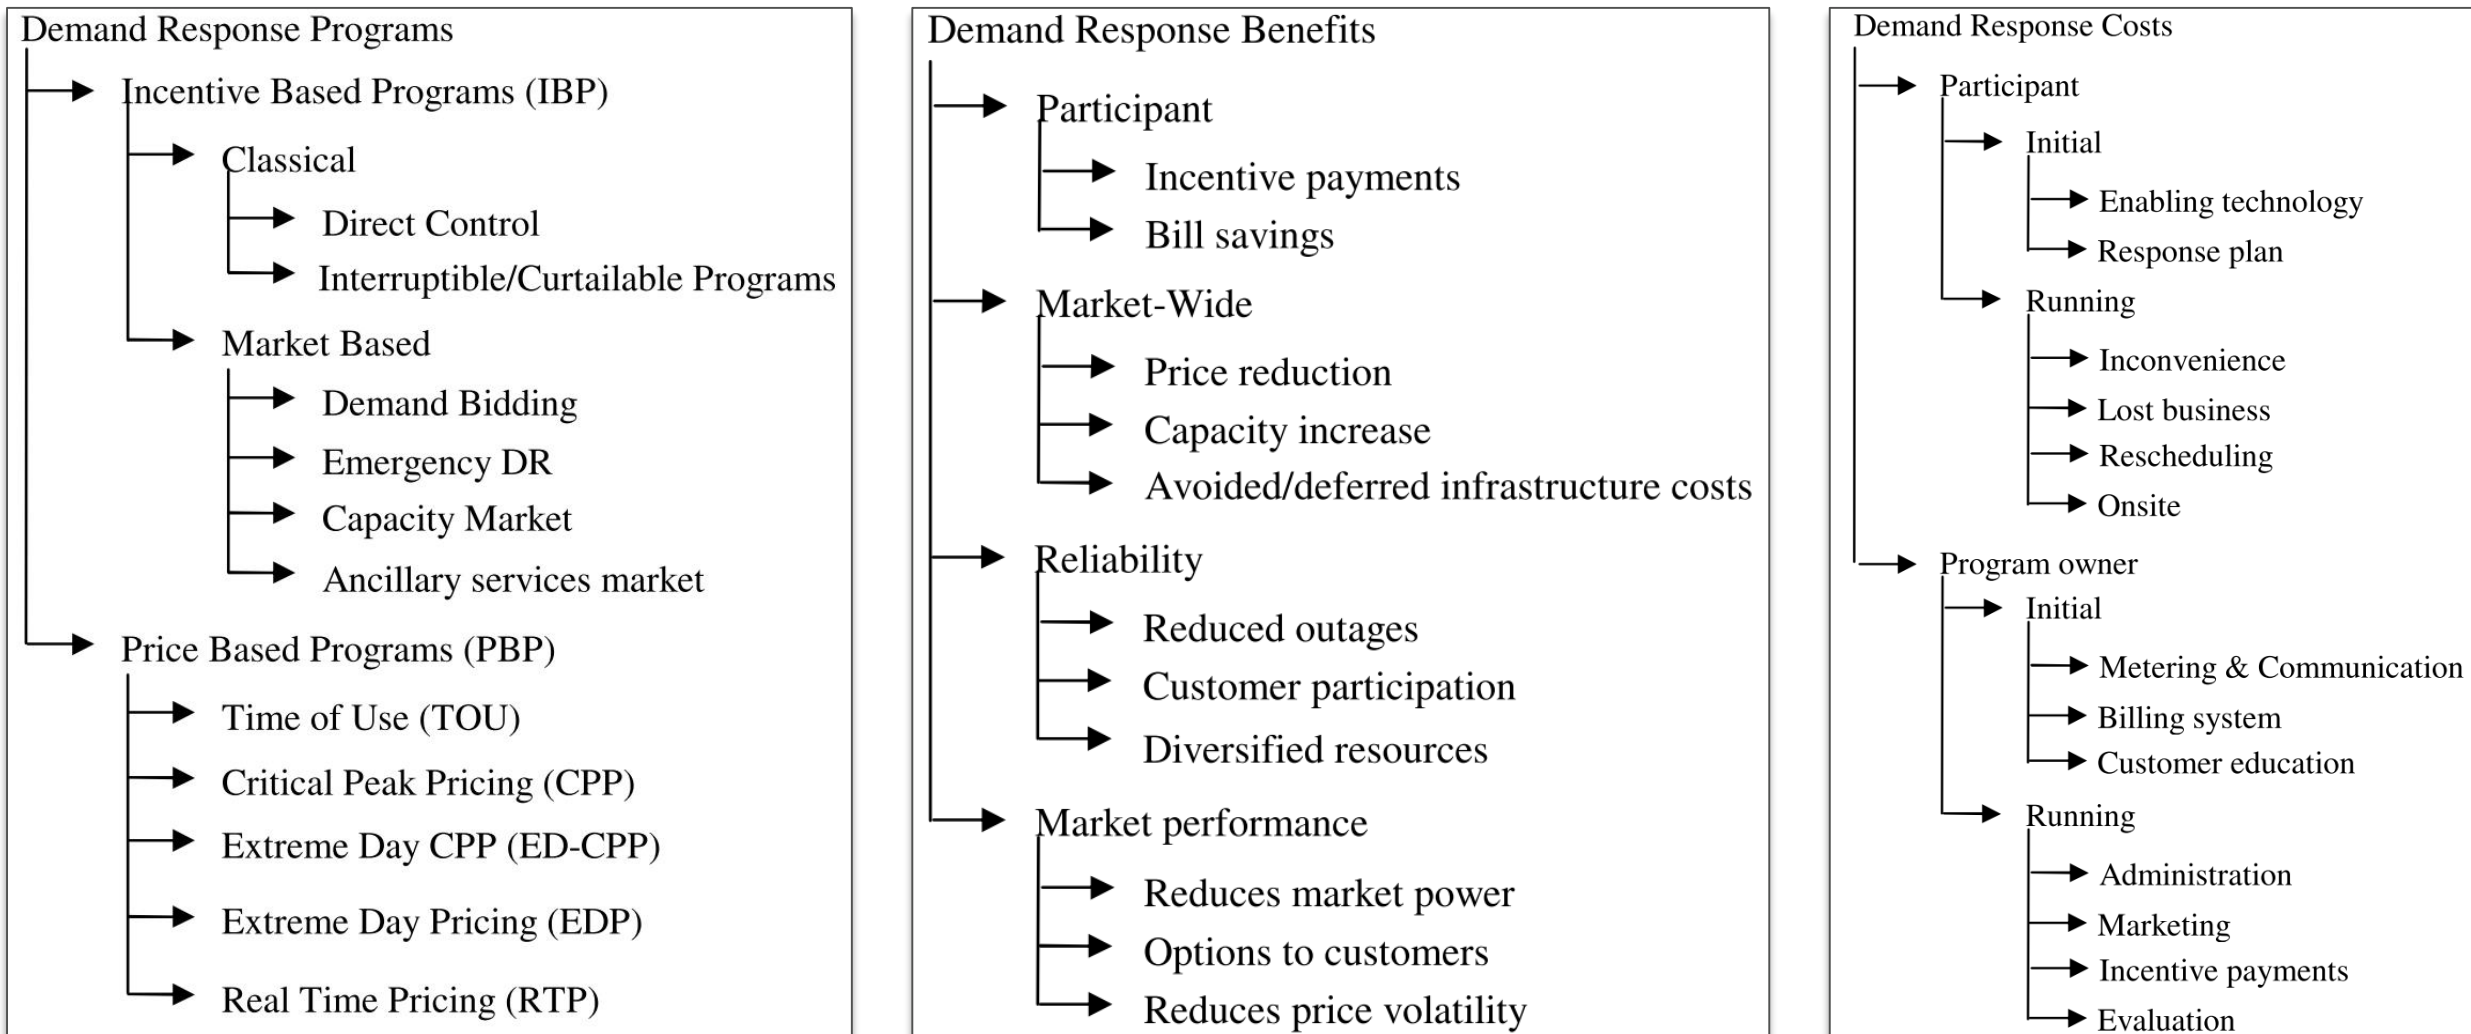 Demand Response Programs
Incentive Based Programs (IBP)
Classical
Direct Control
Interruptible/Curtailable Programs
Market Based
Demand Bidding
Emergency DR
Capacity Market
Ancillary services market
Price Based Programs (PBP)
Time of Use (TOU)
Critical Peak Pricing (CPP)
Extreme Day CPP (ED-CPP)
Extreme Day Pricing (EDP)
Real Time Pricing (RTP)
Demand Response Benefits
Participant
Incentive payments
Bill savings
Market-Wide
Price reduction
Capacity increase
Avoided/deferred infrastructure costs
Reliability
Reduced outages
Customer participation
Diversified resources
Market performance
Reduces market power
Options to customers
Reduces price volatility
Demand Response Costs
Participant
Initial
Enabling technology
Response plan
Running
Inconvenience
Lost business
Rescheduling
Onsite
Program owner
Initial
Metering & Communication
Billing system
Customer education
Running
Administration
Marketing
Incentive payments
Evaluation